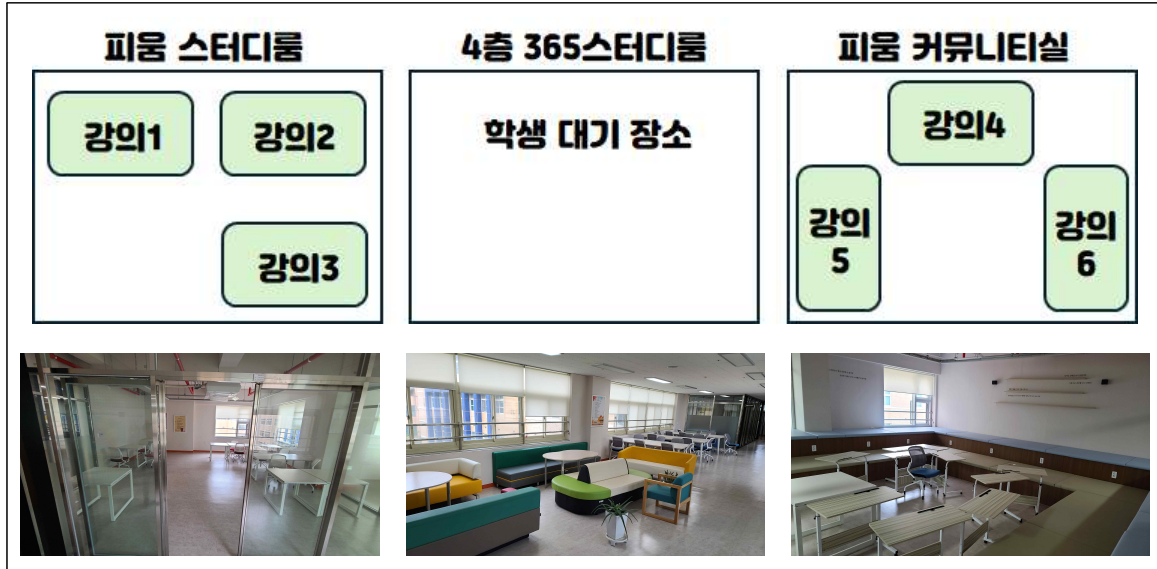 피움 스터디룸
강의1
강의2
강의3
4층 365스터디룸
학생 대기 장소
피움 커뮤니티실
강의4
강의
5
강의
6